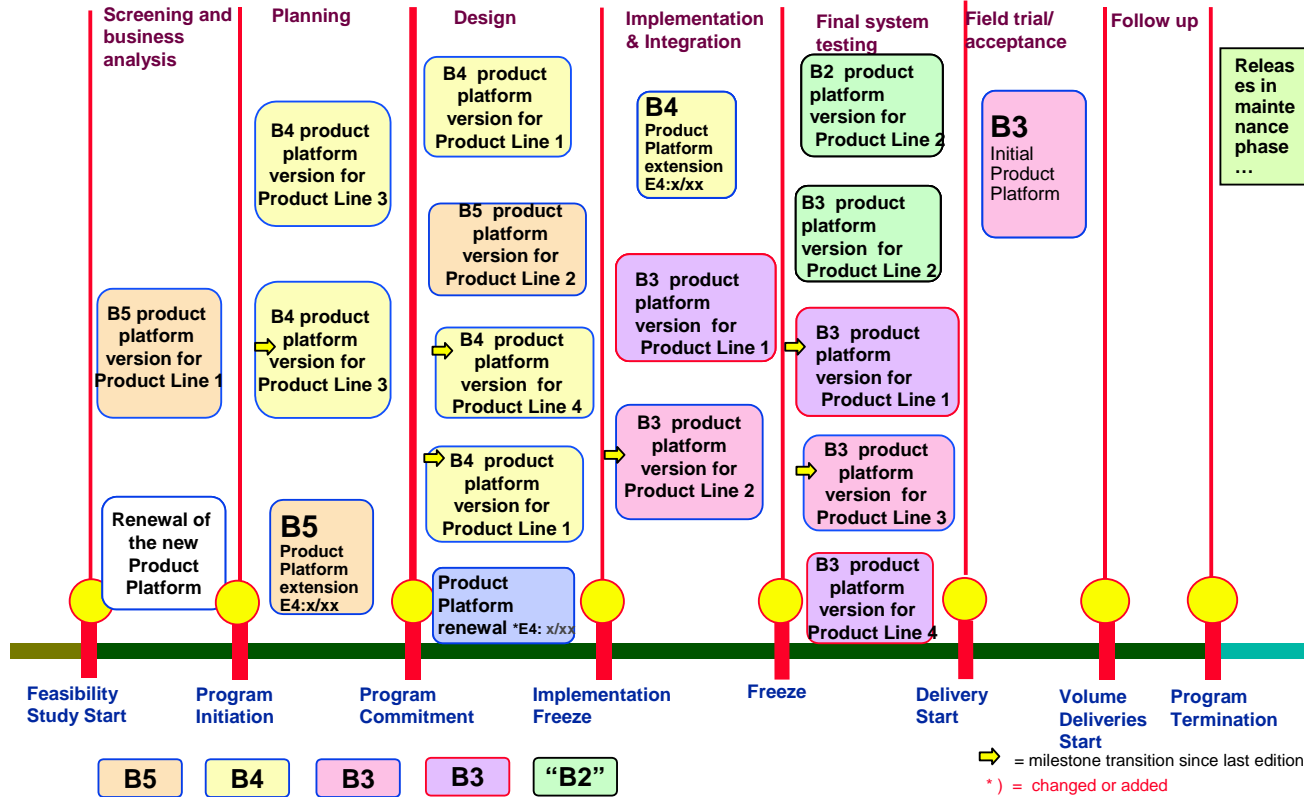 Screening and
business
analysis
Planning
Design
Implementation
& Integration
Final system
testing
Field trial/
acceptance
Follow up
B5 product
platform
version for
Product Line 1
Renewal of
the new
Product
Platform
B4 product
platform
version for
Product Line 3
B4 product
platform
version for
Product Line 3
B5
Product
Platform
extension
E4:x/xx
B4 product
platform
version for
Product Line 1
B5 product
platform
version for
Product Line 2
B4 product
platform
version for
Product Line 4
B4 product
platform
version for
Product Line 1
Product
Platform
renewal *E4: x/xx
B4
Product
Platform
extension
E4:x/xx
B3 product
platform
version for
Product Line 1
B3 product
platform
version for
Product Line 2
B2 product
platform
version for
Product Line 2
B3 product
platform
version for
Product Line 2
B3 product
platform
version for
Product Line 1
B3 product
platform
version for
Product Line 3
B3 product
platform
version for
Product Line 4
B3
Initial
Product
Platform
Releas
es in
mainte
nance
phase
…
Feasibility
Study Start
Program
Initiation
Program
Commitment
Implementation
Freeze
Freeze
Delivery
Start
Volume
Deliveries
Start
Program
Termination
B5
B4
B3
B3
“B2”
= milestone transition since last edition
* ) = changed or added